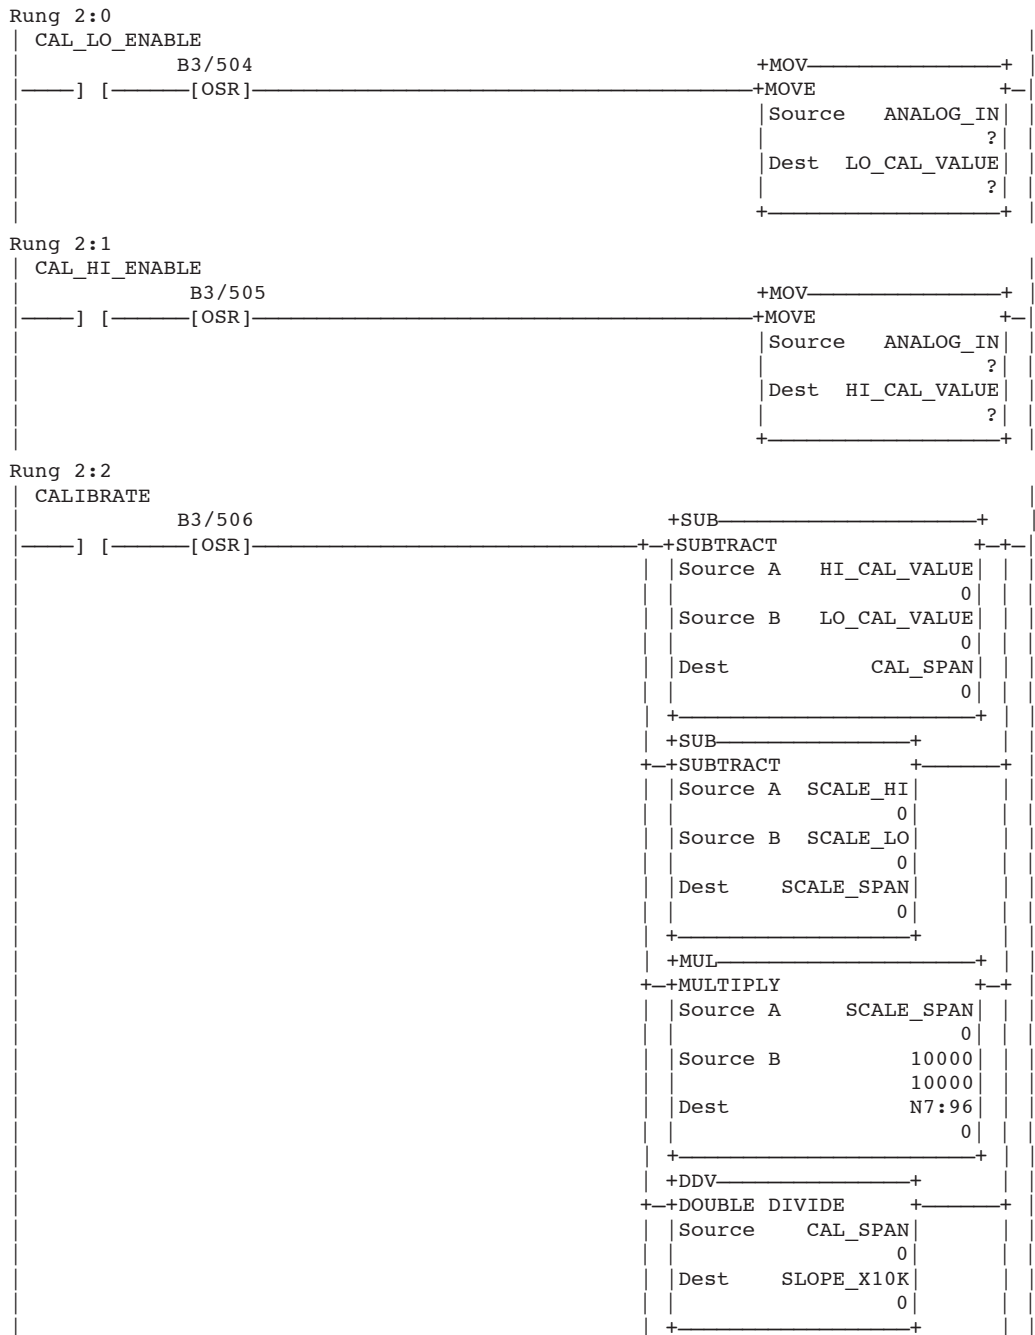 Rung 2:0
CAL_LO_ENABLE
B3/504 +MOV—————————+
—] [—[OSR]—+MOVE +—
Source ANALOG_IN
?
Dest LO_CAL_VALUE
?
Rung 2:1
CAL_HI_ENABLE
B3/505 +MOV—————————+
—] [—[OSR]—+MOVE +—
Source ANALOG_IN
?
Dest HI_CAL_VALUE
?
Rung 2:2
CALIBRATE
B3/506 +SUB—————————+
—] [—[OSR]—+—+SUBTRACT +—+—
Source A HI_CAL_VALUE
0
Source B LO_CAL_VALUE
0
Dest CAL_SPAN
0
+SUB—————————+
+—+SUBTRACT +———+
Source A SCALE_HI
0
Source B SCALE_LO
0
Dest SCALE_SPAN
0
+MUL—————————+
+—+MULTIPLY +—+
Source A SCALE_SPAN
0
Source B 10000
10000
Dest N7:96
0
+DDV—————————+
+—+DOUBLE DIVIDE +———+
Source CAL_SPAN
0
Dest SLOPE_X10K
0